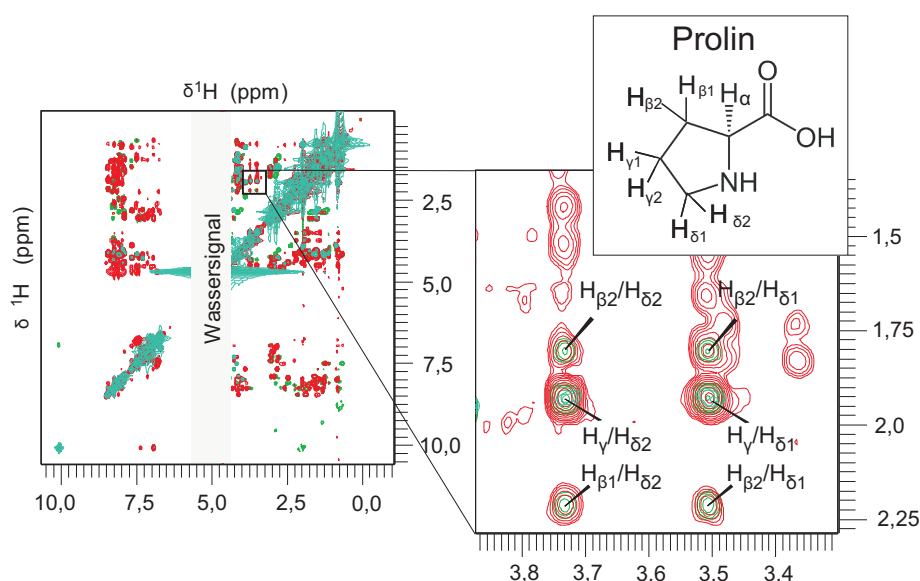 δ¹H (ppm)
δ ¹H (ppm)
Wassersignal
2,5
5,0
7,5
10,0
10,0
7,5
5,0
2,5
0,0
Prolin
Hβ2
Hβ1
Hα
O
OH
Hγ1
Hγ2
NH
Hδ1
Hδ2
Hβ2/Hδ2
Hβ2/Hδ1
Hγ/Hδ2
Hγ/Hδ1
Hβ1/Hδ2
Hβ2/Hδ1
1,5
1,75
2,0
2,25
3,8
3,7
3,6
3,5
3,4